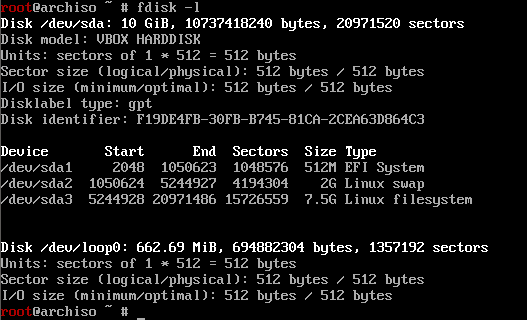 root@archiso ~ # fdisk -l
Disk /dev/sda: 10 GiB, 10737418240 bytes, 20971520 sectors
Disk model: VBOX HARDDISK
Units: sectors of 1 * 512 = 512 bytes
Sector size (logical/physical): 512 bytes / 512 bytes
I/O size (minimum/optimal): 512 bytes / 512 bytes
Disklabel type: gpt
Disk identifier: F19DE4FB-30FB-B745-81CA-2CEA63D864C3
Device Start End Sectors Size Type
/dev/sda1 2048 1050623 1048576 512M EFI System
/dev/sda2 1050624 5244927 4194304 2G Linux swap
/dev/sda3 5244928 20971486 15726559 7.5G Linux filesystem
Disk /dev/loop0: 662.69 MiB, 694882304 bytes, 1357192 sectors
Units: sectors of 1 * 512 = 512 bytes
Sector size (logical/physical): 512 bytes / 512 bytes
I/O size (minimum/optimal): 512 bytes / 512 bytes
root@archiso ~ # _